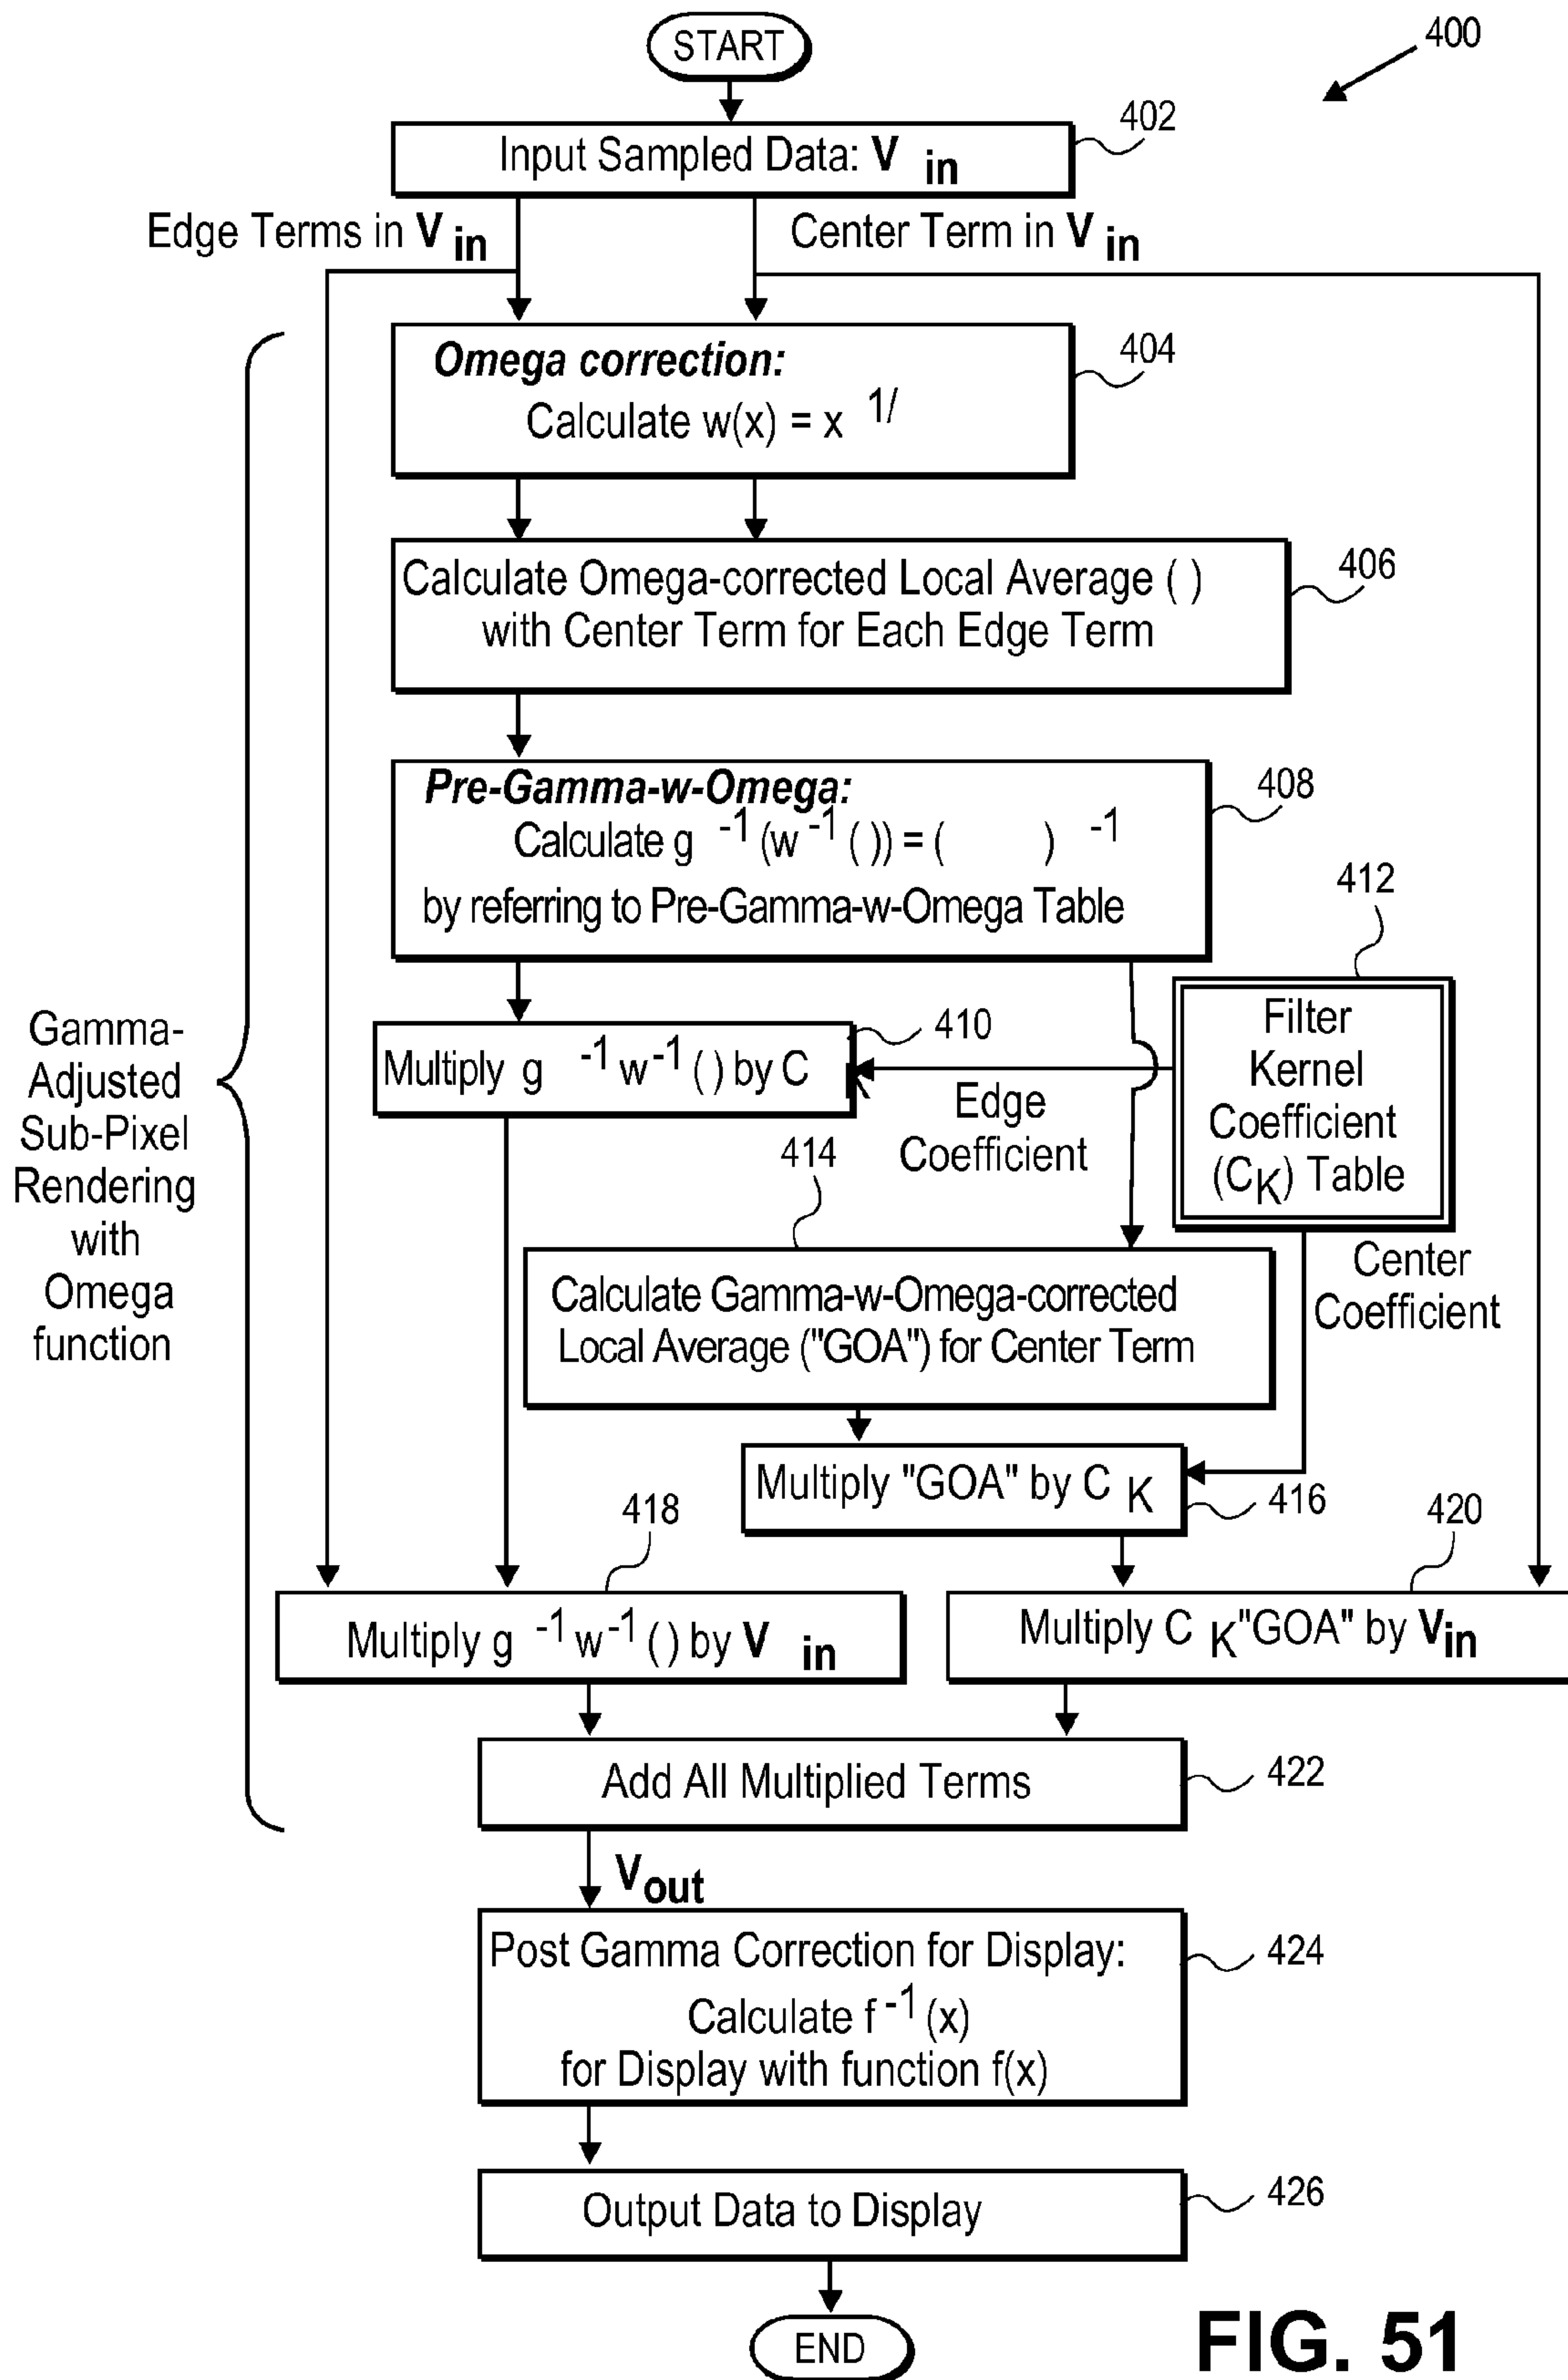 START
400
402
Input Sampled Data: V in
Edge Terms in V in
Center Term in V in
404
Omega correction:
Calculate w(x) = x 1/
406
Calculate Omega-corrected Local Average ( )
with Center Term for Each Edge Term
408
Pre-Gamma-w-Omega:
Calculate g -1 (w -1 ( )) = ( ) -1
by referring to Pre-Gamma-w-Omega Table
412
Filter
Kernel
Coefficient
(CK) Table
410
Multiply g -1 w-1 ( ) by C K
Edge
Coefficient
Gamma-
Adjusted
Sub-Pixel
Rendering
with
Omega
function
414
Center
Coefficient
Calculate Gamma-w-Omega-corrected
Local Average ("GOA") for Center Term
Multiply "GOA" by C K
416
418
420
Multiply g -1 w-1 ( ) by V in
Multiply C K"GOA" by Vin
Add All Multiplied Terms
422
Vout
Post Gamma Correction for Display:
Calculate f -1 (x)
for Display with function f(x)
424
Output Data to Display
426
END
FIG. 51